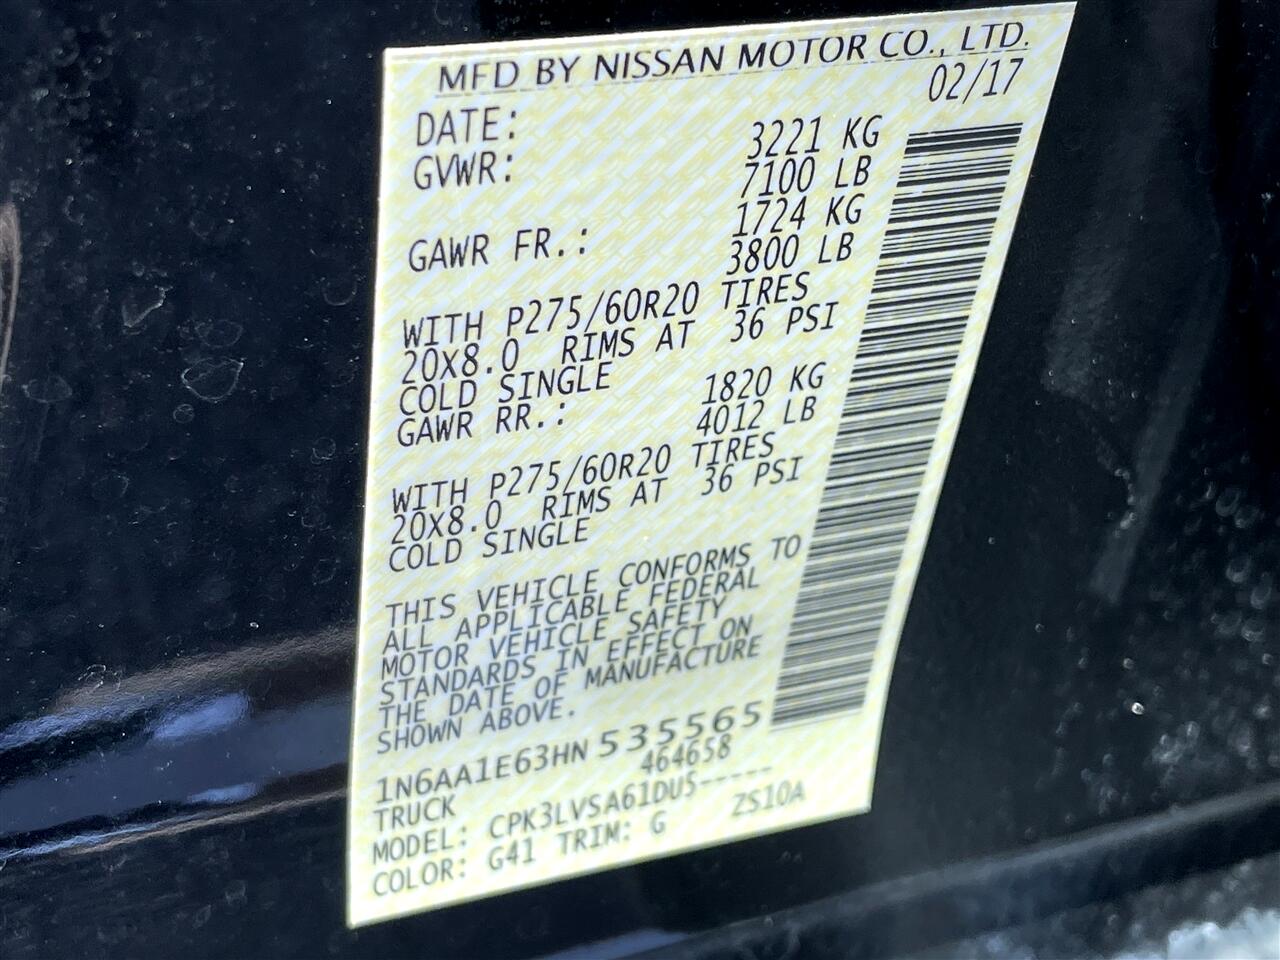 MFD BY NISSAN MOTOR CO., LTD.
DATE: 02/17
GVWR: 3221 KG
7100 LB
GAWR FR.: 1724 KG
3800 LB
WITH P275/60R20 TIRES
20X8.0 RIMS AT 36 PSI
COLD SINGLE
GAWR RR.: 1820 KG
4012 LB
WITH P275/60R20 TIRES
20X8.0 RIMS AT 36 PSI
COLD SINGLE
THIS VEHICLE CONFORMS TO
ALL APPLICABLE FEDERAL
MOTOR VEHICLE SAFETY
STANDARDS IN EFFECT ON
THE DATE OF MANUFACTURE
SHOWN ABOVE.
1N6AA1E63HN 535565
TRUCK 464658
MODEL: CPK3LVSA61DU5-----
COLOR: G41 TRIM: G ZS10A